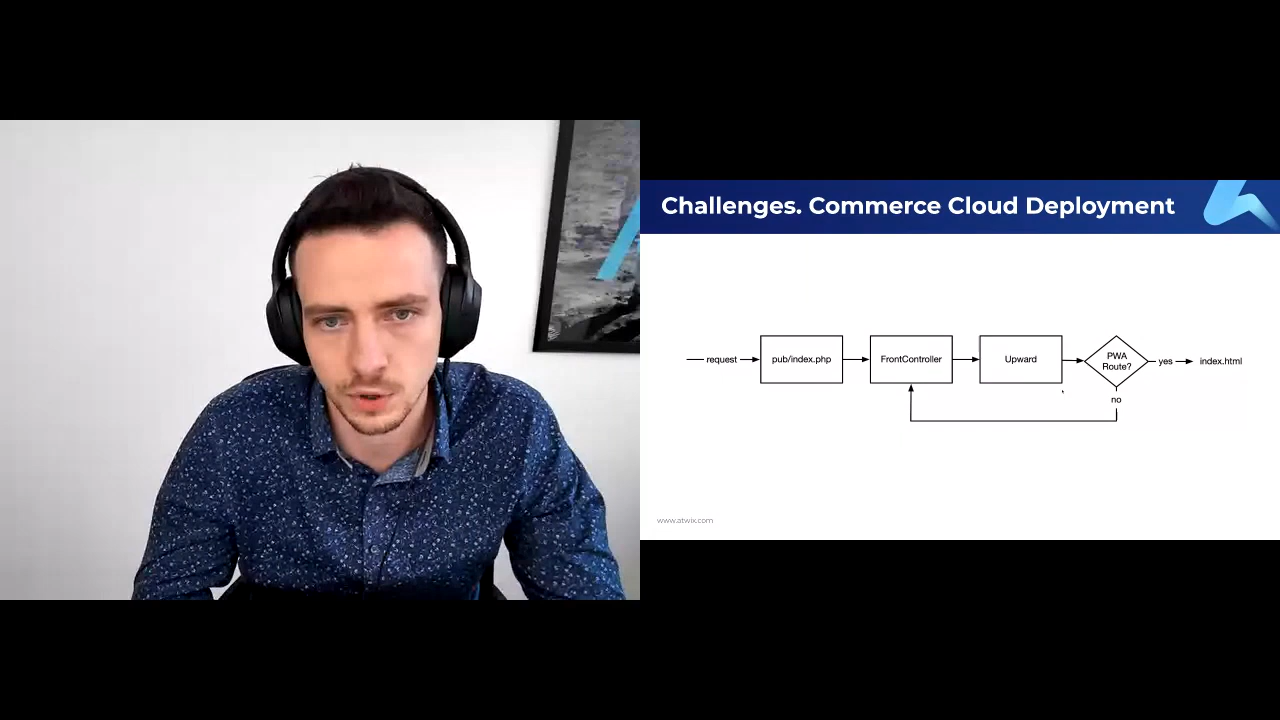 Challenges. Commerce Cloud Deployment
request
pub/index.php
FrontController
Upward
PWA
Route?
yes
index.html
no
www.atwix.com